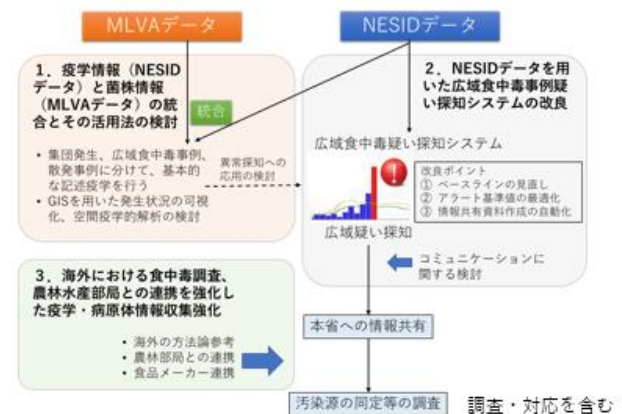 MLVAデータ
NESIDデータ
1．疫学情報（NESID
データ）と菌株情報
（MLVAデータ）の統
合とその活用法の検討
統合
• 集団発生、広域食中毒事例、
散発事例に分けて、基本的
な記述疫学を行う
• GISを用いた発生状況の可視
化、空間疫学的解析の検討
異常探知への
応用の検討
2．NESIDデータを用
いた広域食中毒事例疑
い探知システムの改良
広域食中毒疑い探知システム
改良ポイント
① ベースラインの見直し
② アラート基準値の最適化
③ 情報共有資料作成の自動化
広域疑い探知
コミュニケーションに
関する検討
3．海外における食中毒調査、
農林水産部局との連携を強化し
た疫学・病原体情報収集強化
• 海外の方法論参考
• 農林部局との連携
• 食品メーカー連携
本省への情報共有
汚染源の同定等の調査
調査・対応を含む